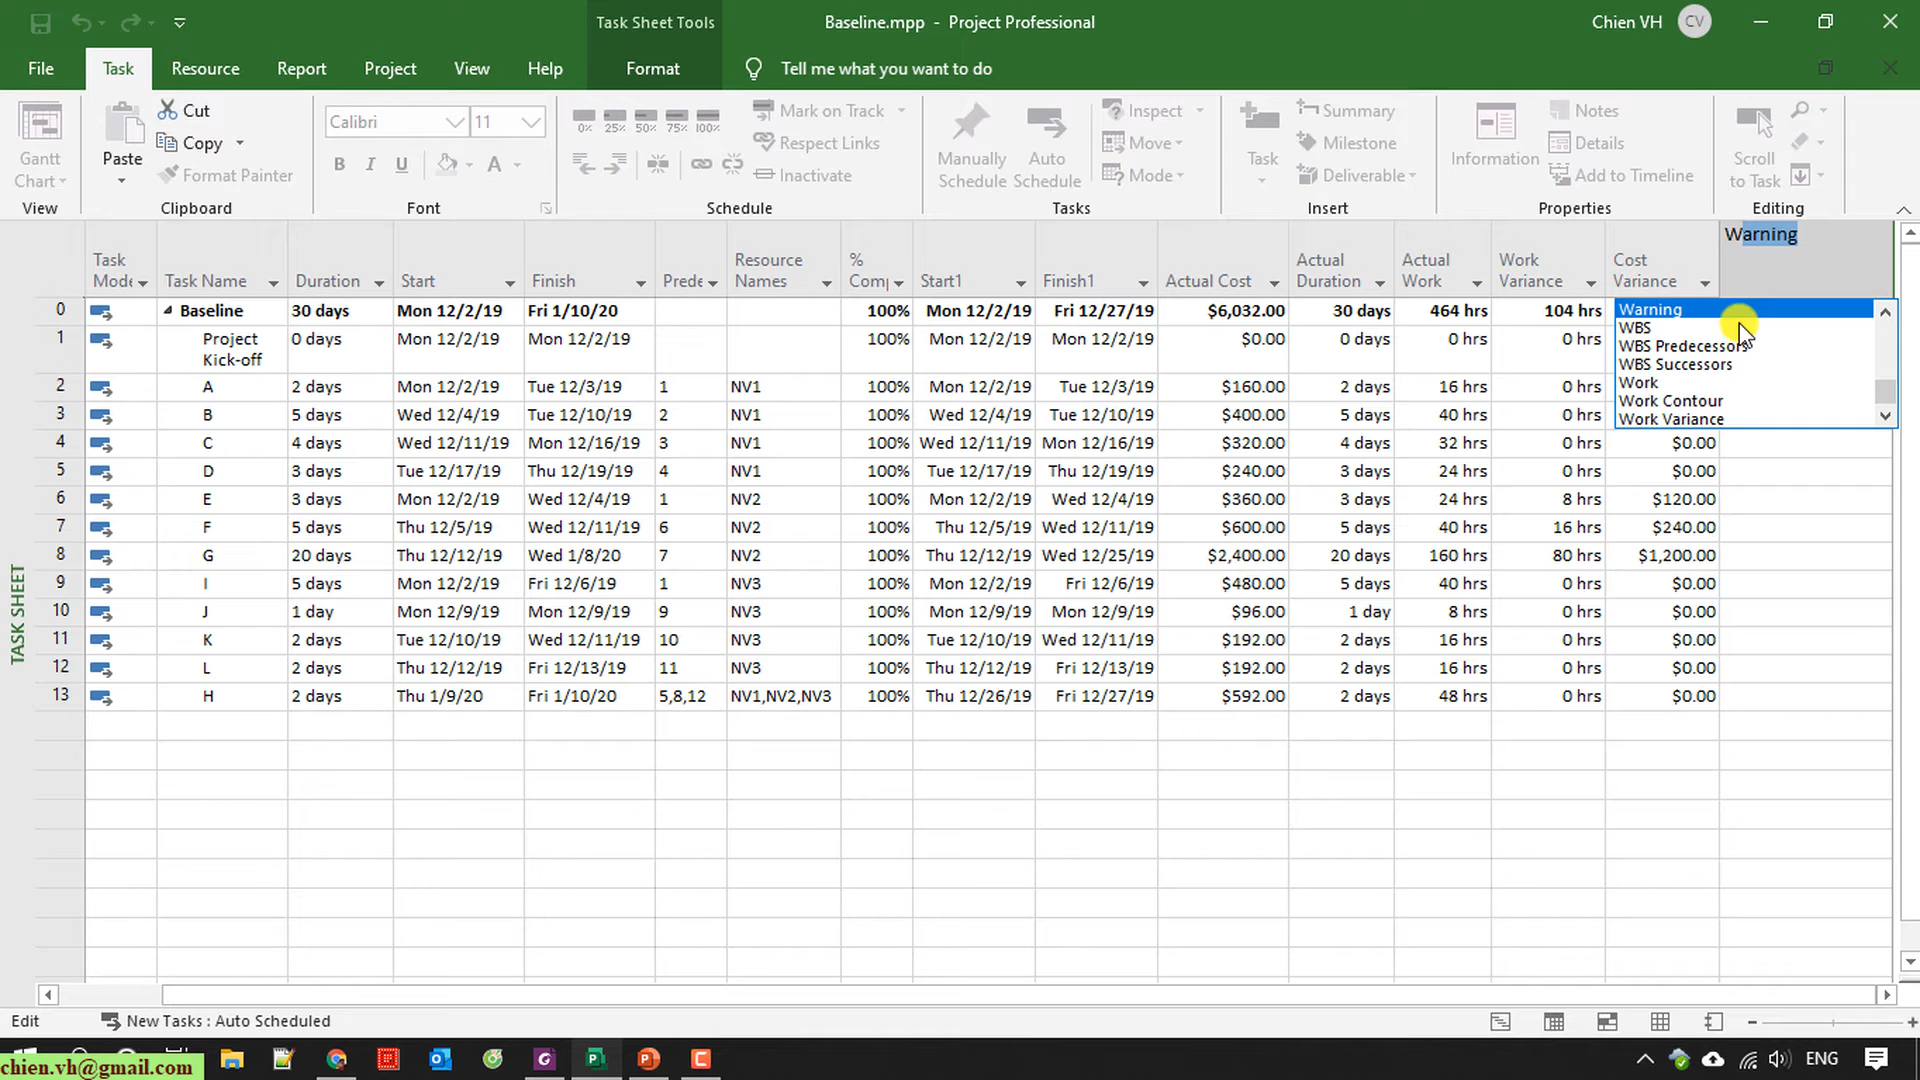 Task Sheet Tools
Baseline.mpp - Project Professional
Chien VH
CV
File
Task
Resource
Report
Project
View
Help
Format
Tell me what you want to do
Gantt Chart
View
Paste
Cut
Copy
Format Painter
Clipboard
Calibri
11
B I U
A
Font
0% 25% 50% 75% 100%
Mark on Track
Respect Links
Inactivate
Schedule
Manually Schedule
Auto Schedule
Inspect
Move
Mode
Tasks
Task
Summary
Milestone
Deliverable
Insert
Information
Notes
Details
Add to Timeline
Properties
Scroll to Task
Editing
Task Mode Task Name Duration Start Finish Prede Resource Names % Comp Start1 Finish1 Actual Cost Actual Duration Actual Work Work Variance Cost Variance Warning
0 Baseline 30 days Mon 12/2/19 Fri 1/10/20 100% Mon 12/2/19 Fri 12/27/19 $6,032.00 30 days 464 hrs 104 hrs
1 Project Kick-off 0 days Mon 12/2/19 Mon 12/2/19 100% Mon 12/2/19 Mon 12/2/19 $0.00 0 days 0 hrs 0 hrs
2 A 2 days Mon 12/2/19 Tue 12/3/19 1 NV1 100% Mon 12/2/19 Tue 12/3/19 $160.00 2 days 16 hrs 0 hrs
3 B 5 days Wed 12/4/19 Tue 12/10/19 2 NV1 100% Wed 12/4/19 Tue 12/10/19 $400.00 5 days 40 hrs 0 hrs
4 C 4 days Wed 12/11/19 Mon 12/16/19 3 NV1 100% Wed 12/11/19 Mon 12/16/19 $320.00 4 days 32 hrs 0 hrs $0.00
5 D 3 days Tue 12/17/19 Thu 12/19/19 4 NV1 100% Tue 12/17/19 Thu 12/19/19 $240.00 3 days 24 hrs 0 hrs $0.00
6 E 3 days Mon 12/2/19 Wed 12/4/19 1 NV2 100% Mon 12/2/19 Wed 12/4/19 $360.00 3 days 24 hrs 8 hrs $120.00
7 F 5 days Thu 12/5/19 Wed 12/11/19 6 NV2 100% Thu 12/5/19 Wed 12/11/19 $600.00 5 days 40 hrs 16 hrs $240.00
8 G 20 days Thu 12/12/19 Wed 1/8/20 7 NV2 100% Thu 12/12/19 Wed 12/25/19 $2,400.00 20 days 160 hrs 80 hrs $1,200.00
9 I 5 days Mon 12/2/19 Fri 12/6/19 1 NV3 100% Mon 12/2/19 Fri 12/6/19 $480.00 5 days 40 hrs 0 hrs $0.00
10 J 1 day Mon 12/9/19 Mon 12/9/19 9 NV3 100% Mon 12/9/19 Mon 12/9/19 $96.00 1 day 8 hrs 0 hrs $0.00
11 K 2 days Tue 12/10/19 Wed 12/11/19 10 NV3 100% Tue 12/10/19 Wed 12/11/19 $192.00 2 days 16 hrs 0 hrs $0.00
12 L 2 days Thu 12/12/19 Fri 12/13/19 11 NV3 100% Thu 12/12/19 Fri 12/13/19 $192.00 2 days 16 hrs 0 hrs $0.00
13 H 2 days Thu 1/9/20 Fri 1/10/20 5,8,12 NV1,NV2,NV3 100% Thu 12/26/19 Fri 12/27/19 $592.00 2 days 48 hrs 0 hrs $0.00
Warning
WBS
WBS Predecessors
WBS Successors
Work
Work Contour
Work Variance
TASK SHEET
Edit
New Tasks : Auto Scheduled
chien.vh@gmail.com
ENG